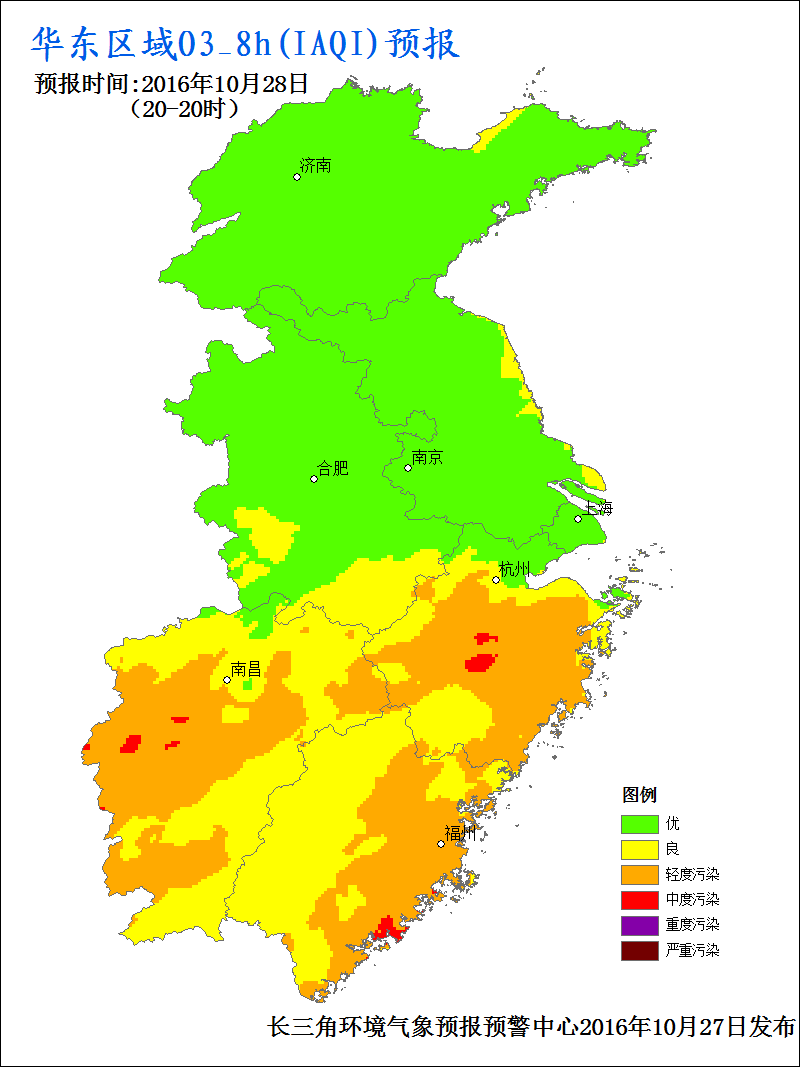 华东区域O3_8h(IAQI)预报
预报时间:2016年10月28日
（20-20时）
济南
合肥
南京
上海
杭州
南昌
福州
图例
优
良
轻度污染
中度污染
重度污染
严重污染
长三角环境气象预报预警中心2016年10月27日发布